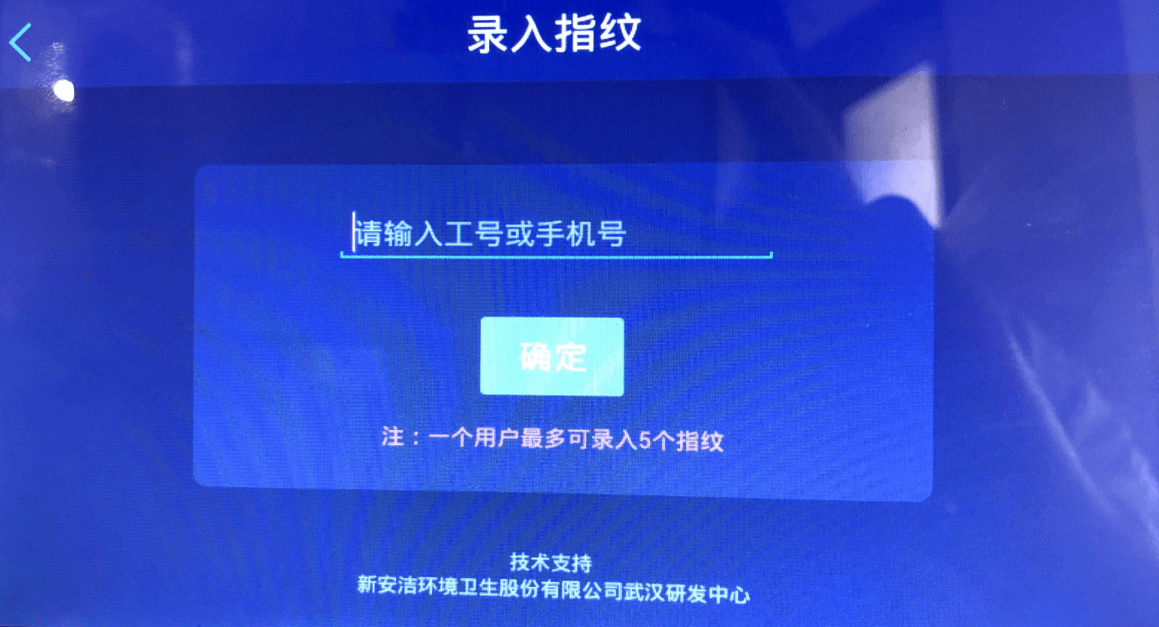 录入指纹
请输入工号或手机号
确定
注：一个用户最多可录入5个指纹
技术支持
新安洁环境卫生股份有限公司武汉研发中心